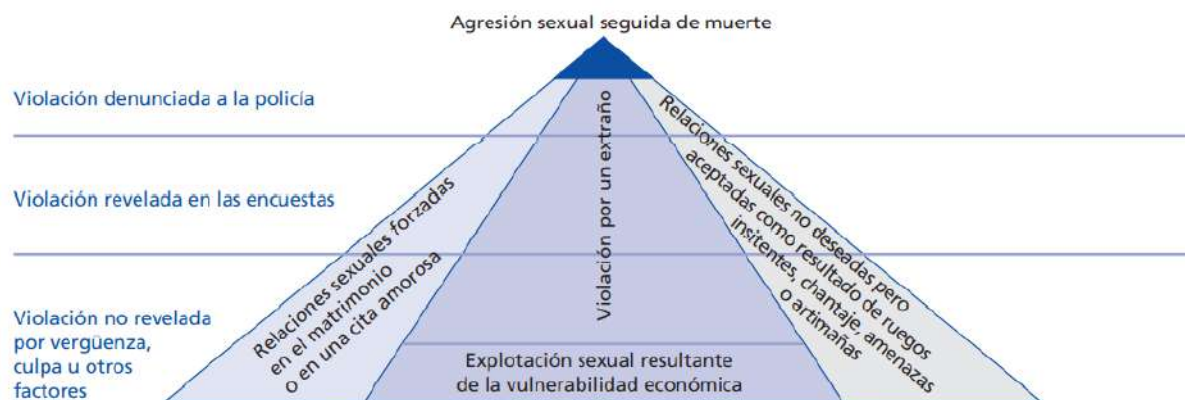 Agresión sexual seguida de muerte
Violación denunciada a la policía
Violación revelada en las encuestas
Violación no revelada
por vergüenza,
culpa u otros
factores
Relaciones sexuales forzadas
en el matrimonio
o en una cita amorosa
Violación por un extraño
Explotación sexual resultante
de la vulnerabilidad económica
Relaciones sexuales no deseadas pero
aceptadas como resultado de ruegos
insitentes, chantaje, amenazas
o artimañas